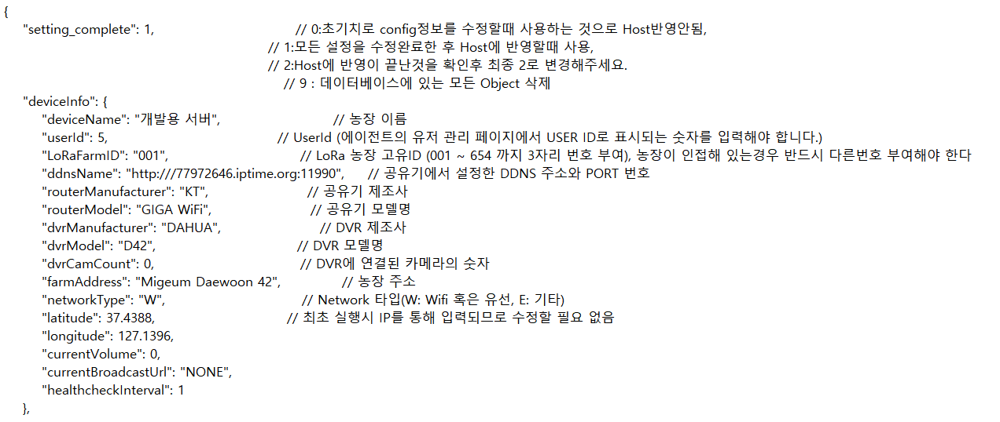 {
"setting_complete": 1, // 0:초기치로 config정보를 수정할때 사용하는 것으로 Host반영안됨,
// 1:모든 설정을 수정완료한 후 Host에 반영할때 사용,
// 2:Host에 반영이 끝난것을 확인후 최종 2로 변경해주세요.
// 9 : 데이터베이스에 있는 모든 Object 삭제
"deviceInfo": {
"deviceName": "개발용 서버", // 농장 이름
"userId": 5, // UserId (에이전트의 유저 관리 페이지에서 USER ID로 표시되는 숫자를 입력해야 합니다.)
"LoRaFarmID": "001", // LoRa 농장 고유ID (001 ~ 654 까지 3자리 번호 부여), 농장이 인접해 있는경우 반드시 다른번호 부여해야 한다
"ddnsName": "http:///77972646.iptime.org:11990", // 공유기에서 설정한 DDNS 주소와 PORT 번호
"routerManufacturer": "KT", // 공유기 제조사
"routerModel": "GIGA WiFi", // 공유기 모델명
"dvrManufacturer": "DAHUA", // DVR 제조사
"dvrModel": "D42", // DVR 모델명
"dvrCamCount": 0, // DVR에 연결된 카메라의 숫자
"farmAddress": "Migeum Daewoon 42", // 농장 주소
"networkType": "W", // Network 타입(W: Wifi 혹은 유선, E: 기타)
"latitude": 37.4388, // 최초 실행시 IP를 통해 입력되므로 수정할 필요 없음
"longitude": 127.1396,
"currentVolume": 0,
"currentBroadcastUrl": "NONE",
"healthcheckInterval": 1
},